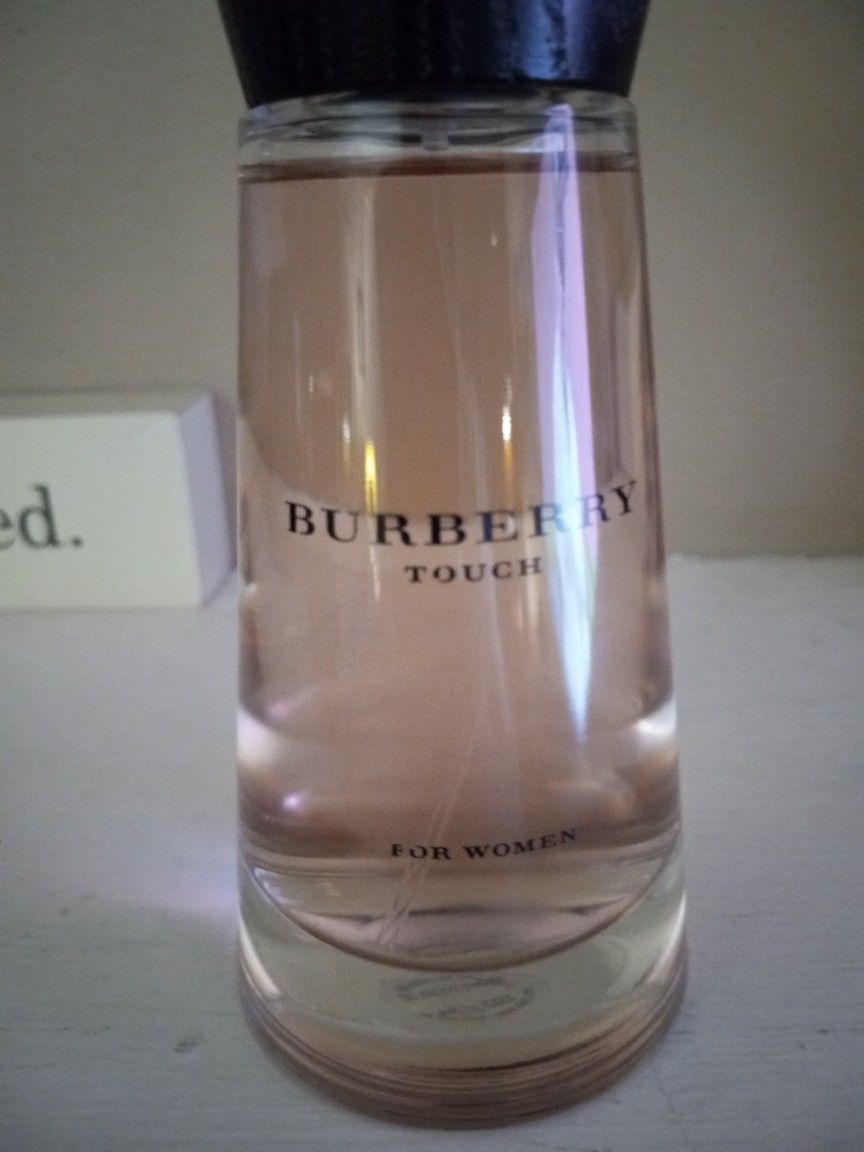 ed.
BURBERRY
TOUCH
FOR WOMEN